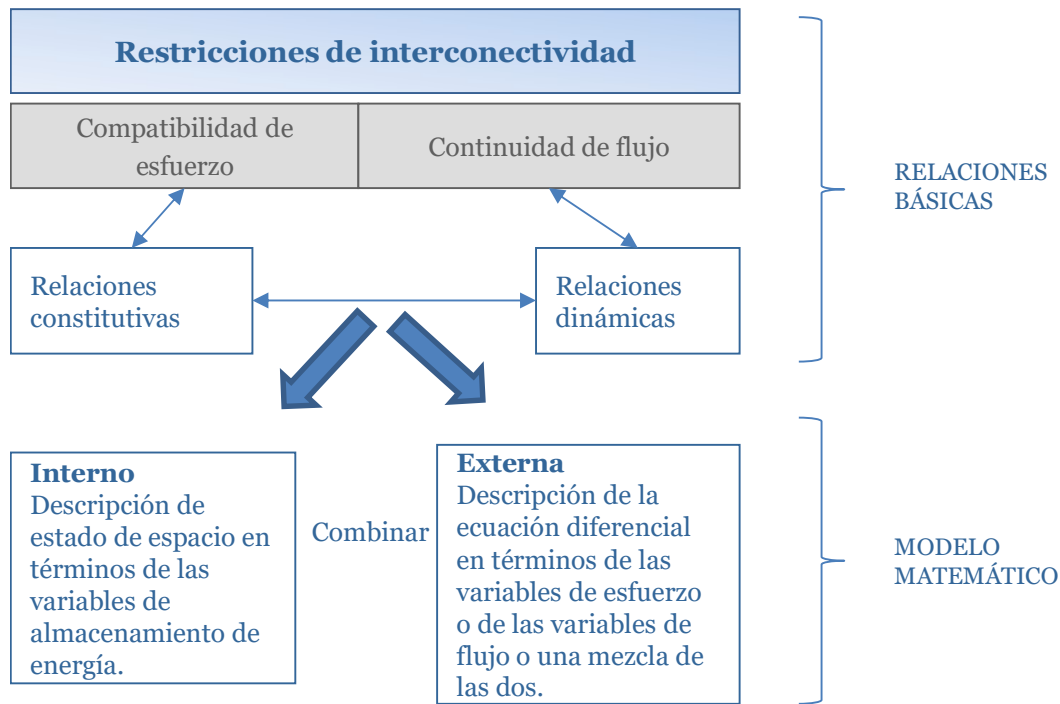 Restricciones de interconectividad
Compatibilidad de
esfuerzo
Continuidad de flujo
RELACIONES
BÁSICAS
Relaciones
constitutivas
Relaciones
dinámicas
Interno
Descripción de
estado de espacio en
términos de las
variables de
almacenamiento de
energía.
Combinar
Externa
Descripción de la
ecuación diferencial
en términos de las
variables de esfuerzo
o de las variables de
flujo o una mezcla de
las dos.
MODELO
MATEMÁTICO